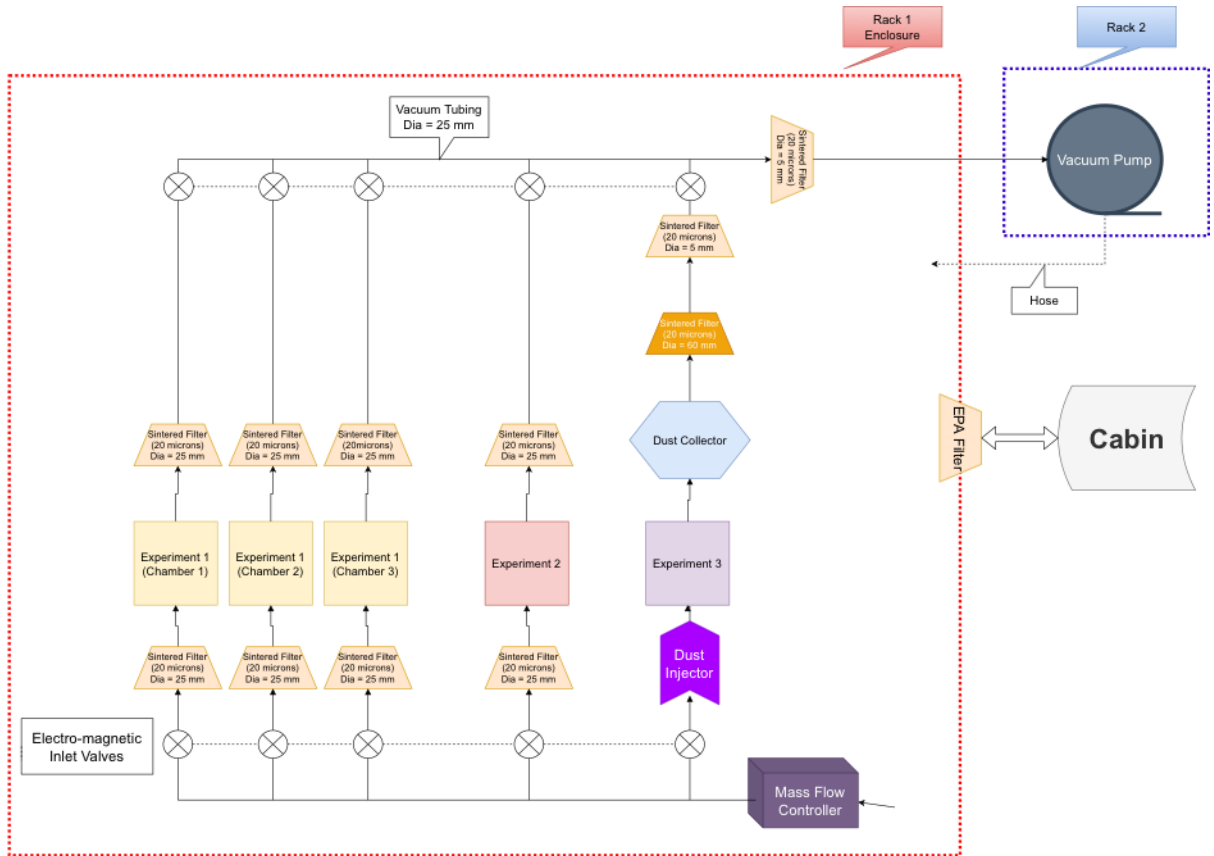 Rack 1
Enclosure
Rack 2
Vacuum Tubing
Dia = 25 mm
Sintered Filter
(20 microns)
Dia = 5 mm
Vacuum Pump
Sintered Filter
(20 microns)
Dia = 5 mm
Hose
Sintered Filter
(20 microns)
Dia = 60 mm
Sintered Filter
(20 microns)
Dia = 25 mm
Sintered Filter
(20 microns)
Dia = 25 mm
Sintered Filter
(20microns)
Dia = 25 mm
Sintered Filter
(20 microns)
Dia = 25 mm
Dust Collector
EPA Filter
Cabin
Experiment 1
(Chamber 1)
Experiment 1
(Chamber 2)
Experiment 1
(Chamber 3)
Experiment 2
Experiment 3
Sintered Filter
(20 microns)
Dia = 25 mm
Sintered Filter
(20 microns)
Dia = 25 mm
Sintered Filter
(20 microns)
Dia = 25 mm
Sintered Filter
(20 microns)
Dia = 25 mm
Dust
Injector
Electro-magnetic
Inlet Valves
Mass Flow
Controller